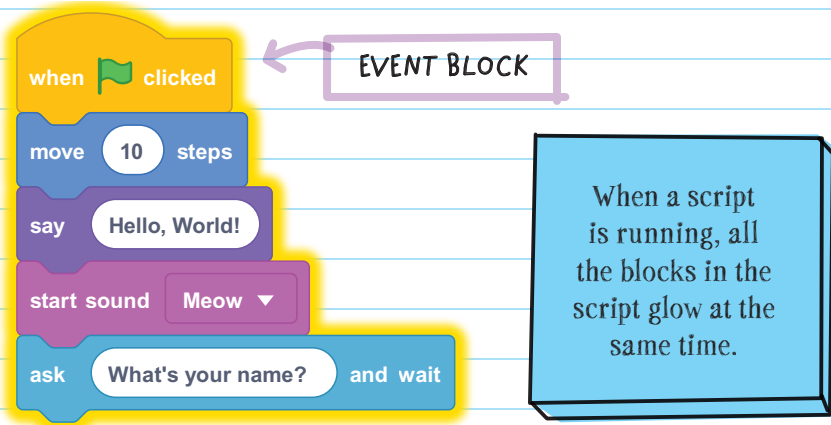 when clicked
EVENT BLOCK
move 10 steps
say Hello, World!
start sound Meow
ask What's your name? and wait
When a script
is running, all
the blocks in the
script glow at the
same time.